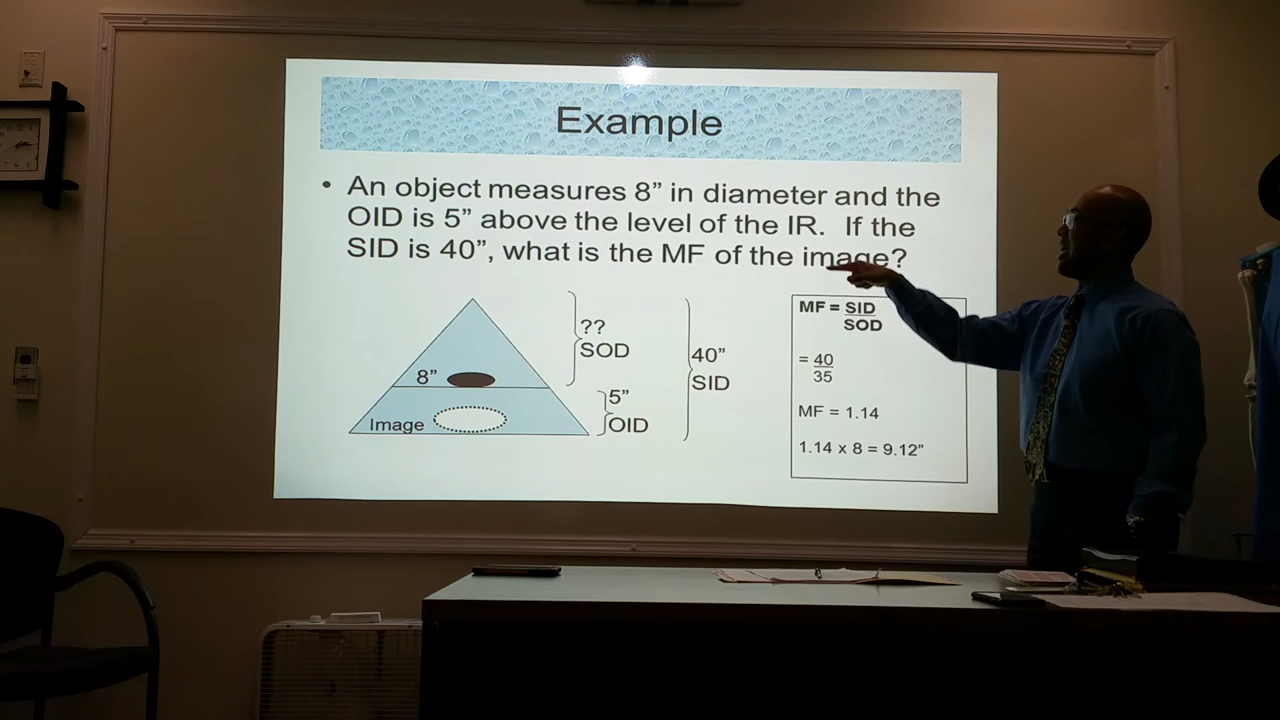 Example
• An object measures 8” in diameter and the
OID is 5” above the level of the IR. If the
SID is 40”, what is the MF of the image?
??
SOD
8”
Image
5”
OID
40”
SID
MF = SID
SOD
= 40
35
MF = 1.14
1.14 x 8 = 9.12”